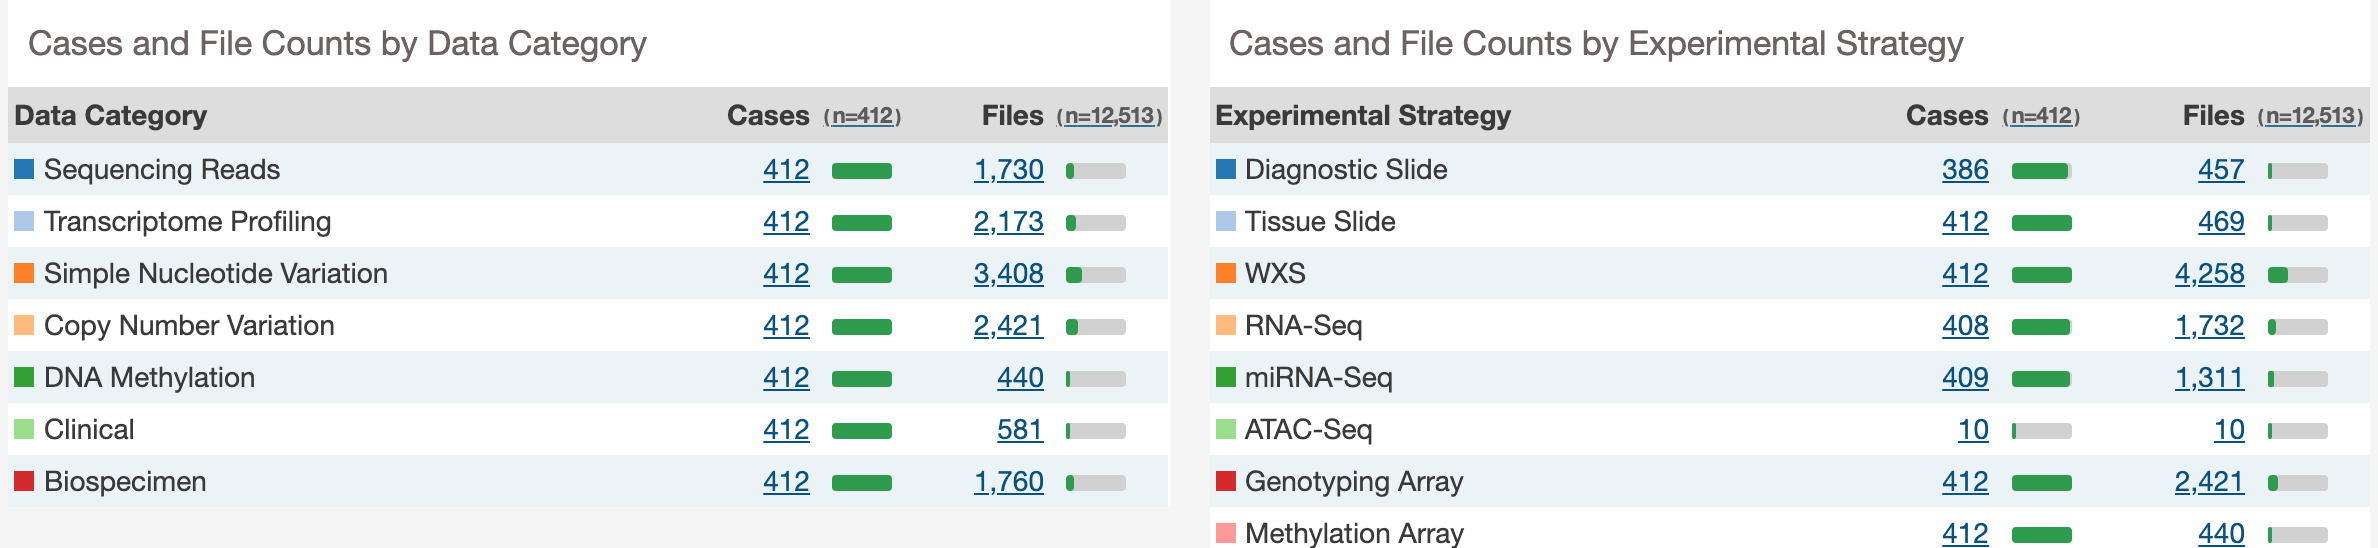 Cases and File Counts by Data Category
Data Category Cases (n=412) Files (n=12,513)
Sequencing Reads 412 1,730
Transcriptome Profiling 412 2,173
Simple Nucleotide Variation 412 3,408
Copy Number Variation 412 2,421
DNA Methylation 412 440
Clinical 412 581
Biospecimen 412 1,760
Cases and File Counts by Experimental Strategy
Experimental Strategy Cases (n=412) Files (n=12,513)
Diagnostic Slide 386 457
Tissue Slide 412 469
WXS 412 4,258
RNA-Seq 408 1,732
miRNA-Seq 409 1,311
ATAC-Seq 10 10
Genotyping Array 412 2,421
Methylation Array 412 440